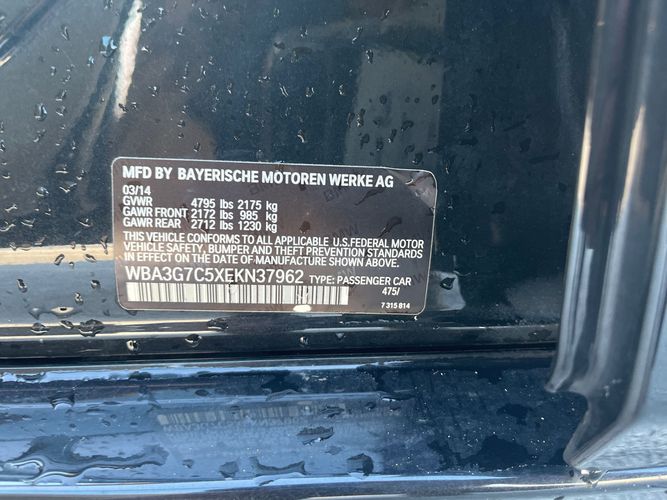 MFD BY BAYERISCHE MOTOREN WERKE AG
03/14
GVWR 4795 lbs 2175 kg
GAWR FRONT 2172 lbs 985 kg
GAWR REAR 2712 lbs 1230 kg
THIS VEHICLE CONFORMS TO ALL APPLICABLE U.S.FEDERAL MOTOR
VEHICLE SAFETY, BUMPER AND THEFT PREVENTION STANDARDS
IN EFFECT ON THE DATE OF MANUFACTURE SHOWN ABOVE.
WBA3G7C5XEKN37962 TYPE: PASSENGER CAR
475/
7 315 814